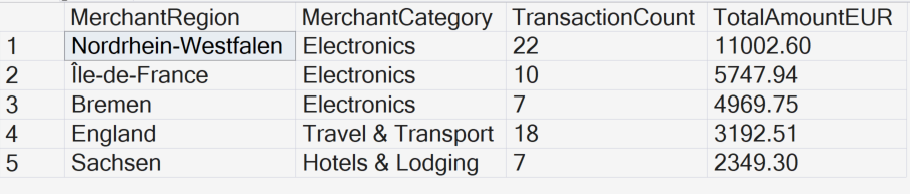 MerchantRegion MerchantCategory TransactionCount TotalAmountEUR
1 Nordrhein-Westfalen Electronics 22 11002.60
2 Île-de-France Electronics 10 5747.94
3 Bremen Electronics 7 4969.75
4 England Travel & Transport 18 3192.51
5 Sachsen Hotels & Lodging 7 2349.30